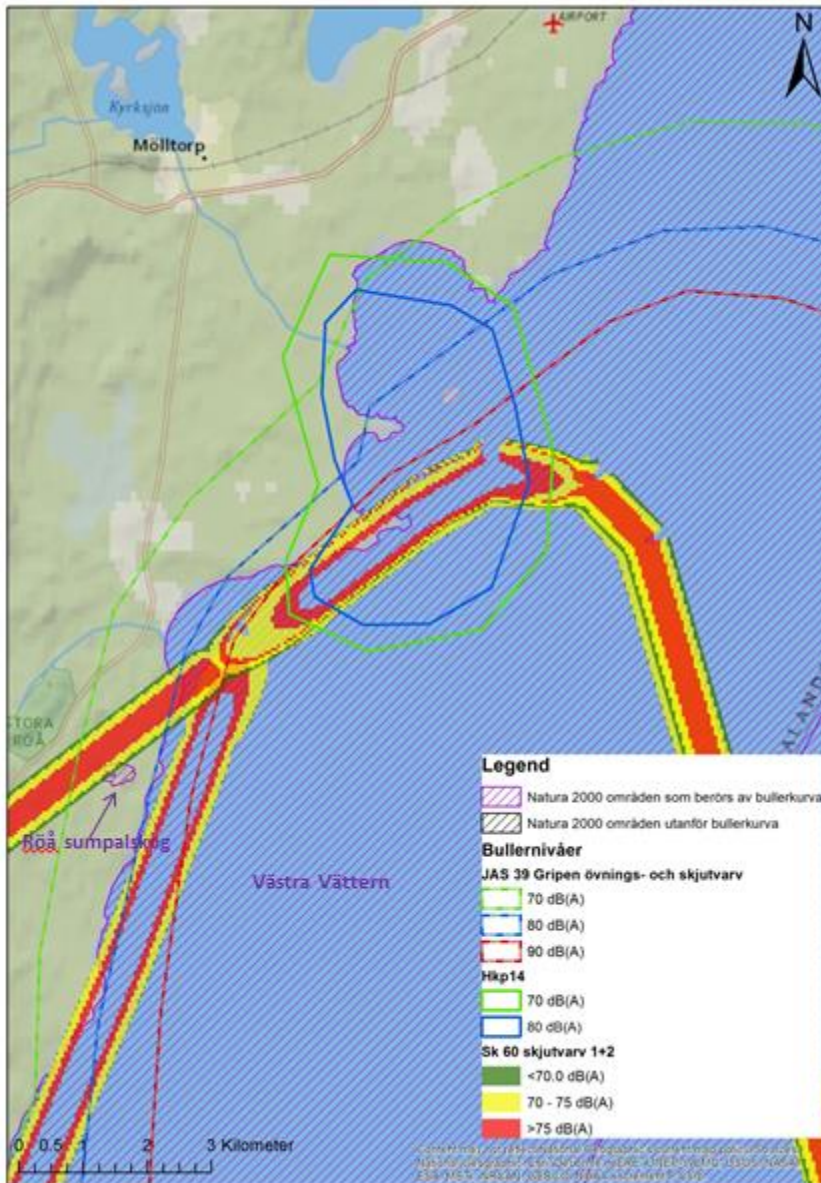 AIRPORT
N
Kyrksjön
Mölltorp
STORA
RÖÅ
Röå sumpalskog
Västra Vättern
ALANDS
Legend
Natura 2000 områden som berörs av bullerkurva
Natura 2000 områden utanför bullerkurva
Bullernivåer
JAS 39 Gripen övnings- och skjutvarv
70 dB(A)
80 dB(A)
90 dB(A)
Hkp14
70 dB(A)
80 dB(A)
Sk 60 skjutvarv 1+2
<70.0 dB(A)
70 - 75 dB(A)
>75 dB(A)
0 0.5 1 2 3 Kilometer